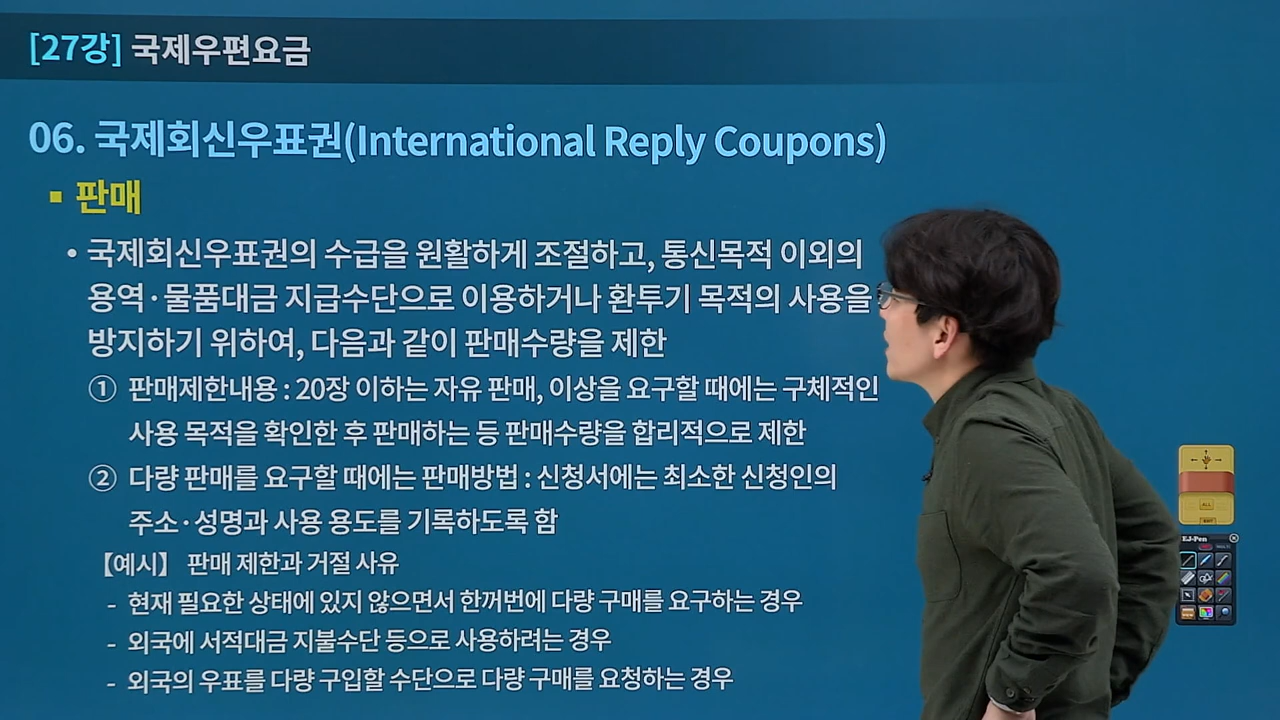 [27강] 국제우편요금
06. 국제회신우표권(International Reply Coupons)
▪ 판매
• 국제회신우표권의 수급을 원활하게 조절하고, 통신목적 이외의
용역·물품대금 지급수단으로 이용하거나 환투기 목적의 사용을
방지하기 위하여, 다음과 같이 판매수량을 제한
① 판매제한내용 : 20장 이하는 자유 판매, 이상을 요구할 때에는 구체적인
사용 목적을 확인한 후 판매하는 등 판매수량을 합리적으로 제한
② 다량 판매를 요구할 때에는 판매방법 : 신청서에는 최소한 신청인의
주소·성명과 사용 용도를 기록하도록 함
【예시】 판매 제한과 거절 사유
- 현재 필요한 상태에 있지 않으면서 한꺼번에 다량 구매를 요구하는 경우
- 외국에 서적대금 지불수단 등으로 사용하려는 경우
- 외국의 우표를 다량 구입할 수단으로 다량 구매를 요청하는 경우
ALL
EXIT
EJ-Pen